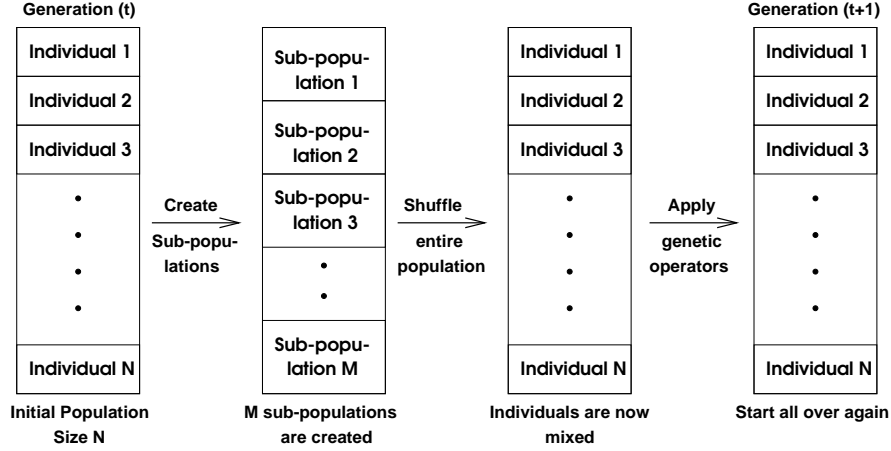 Generation (t)
Individual 1
Individual 2
Individual 3
Individual N
Initial Population
Size N
Create
Sub-popu-
lations
Sub-popu-
lation 1
Sub-popu-
lation 2
Sub-popu-
lation 3
Sub-popu-
lation M
M sub-populations
are created
Shuffle
entire
population
Individual 1
Individual 2
Individual 3
Individual N
Individuals are now
mixed
Apply
genetic
operators
Generation (t+1)
Individual 1
Individual 2
Individual 3
Individual N
Start all over again